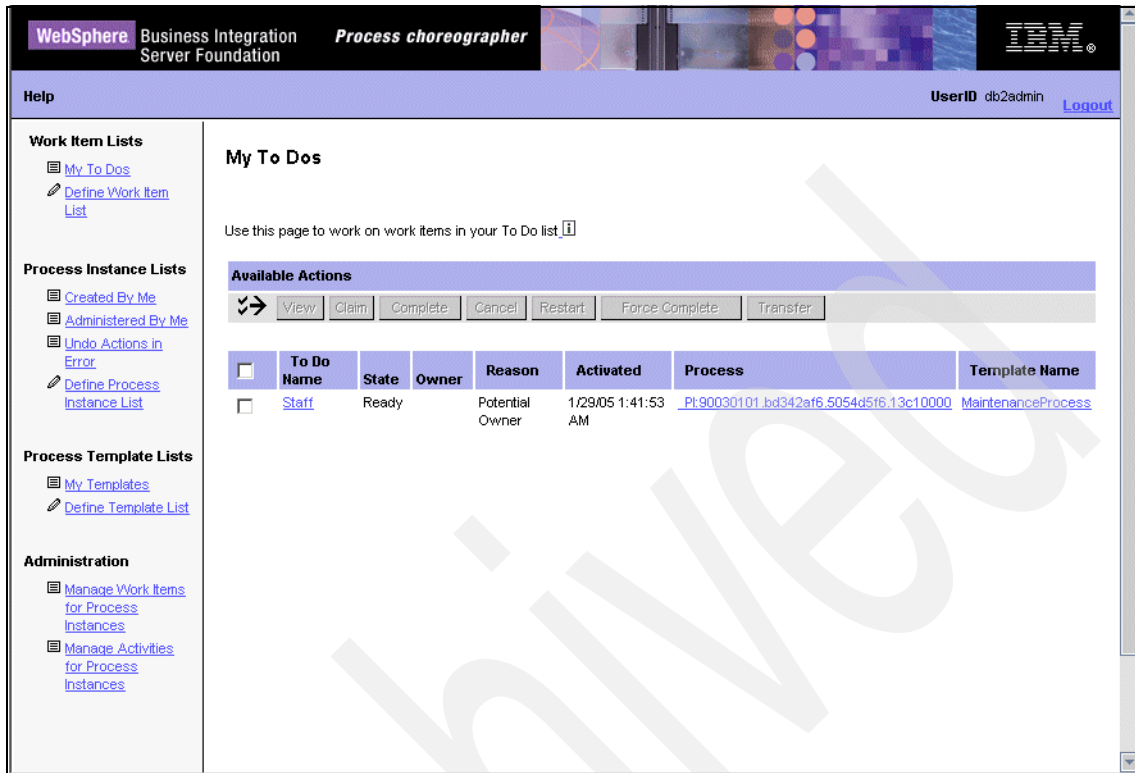 WebSphere Business Integration Server Foundation
Process choreographer
IBM®
Help
UserID db2admin
Logout
Work Item Lists
My To Dos
Define Work Item
List
Process Instance Lists
Created By Me
Administered By Me
Undo Actions in
Error
Define Process
Instance List
Process Template Lists
My Templates
Define Template List
Administration
Manage Work Items
for Process
Instances
Manage Activities
for Process
Instances
My To Dos
Use this page to work on work items in your To Do list i
Available Actions
View Claim Complete Cancel Restart Force Complete Transfer
To Do Name State Owner Reason Activated Process Template Name
Staff Ready Potential Owner 1/29/05 1:41:53 AM _PI:90030101.bd342af6.5054d5f6.13c10000 MaintenanceProcess
hived